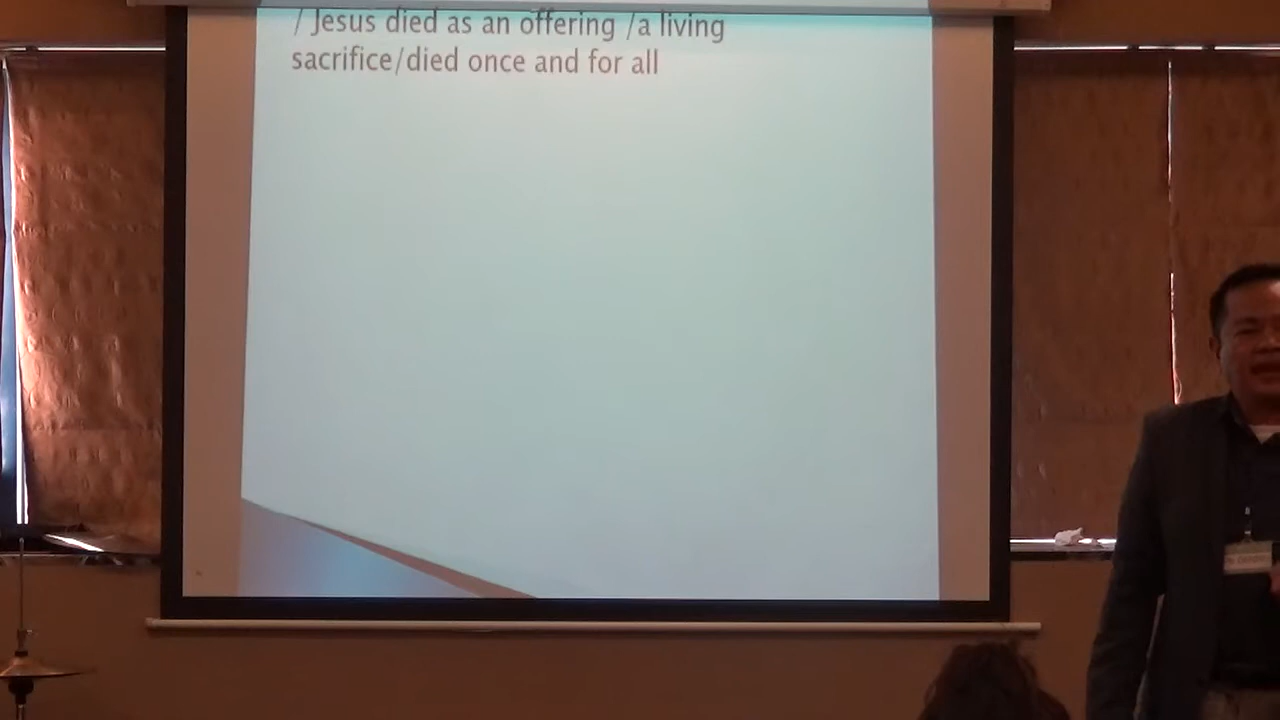 / Jesus died as an offering /a living
sacrifice/died once and for all